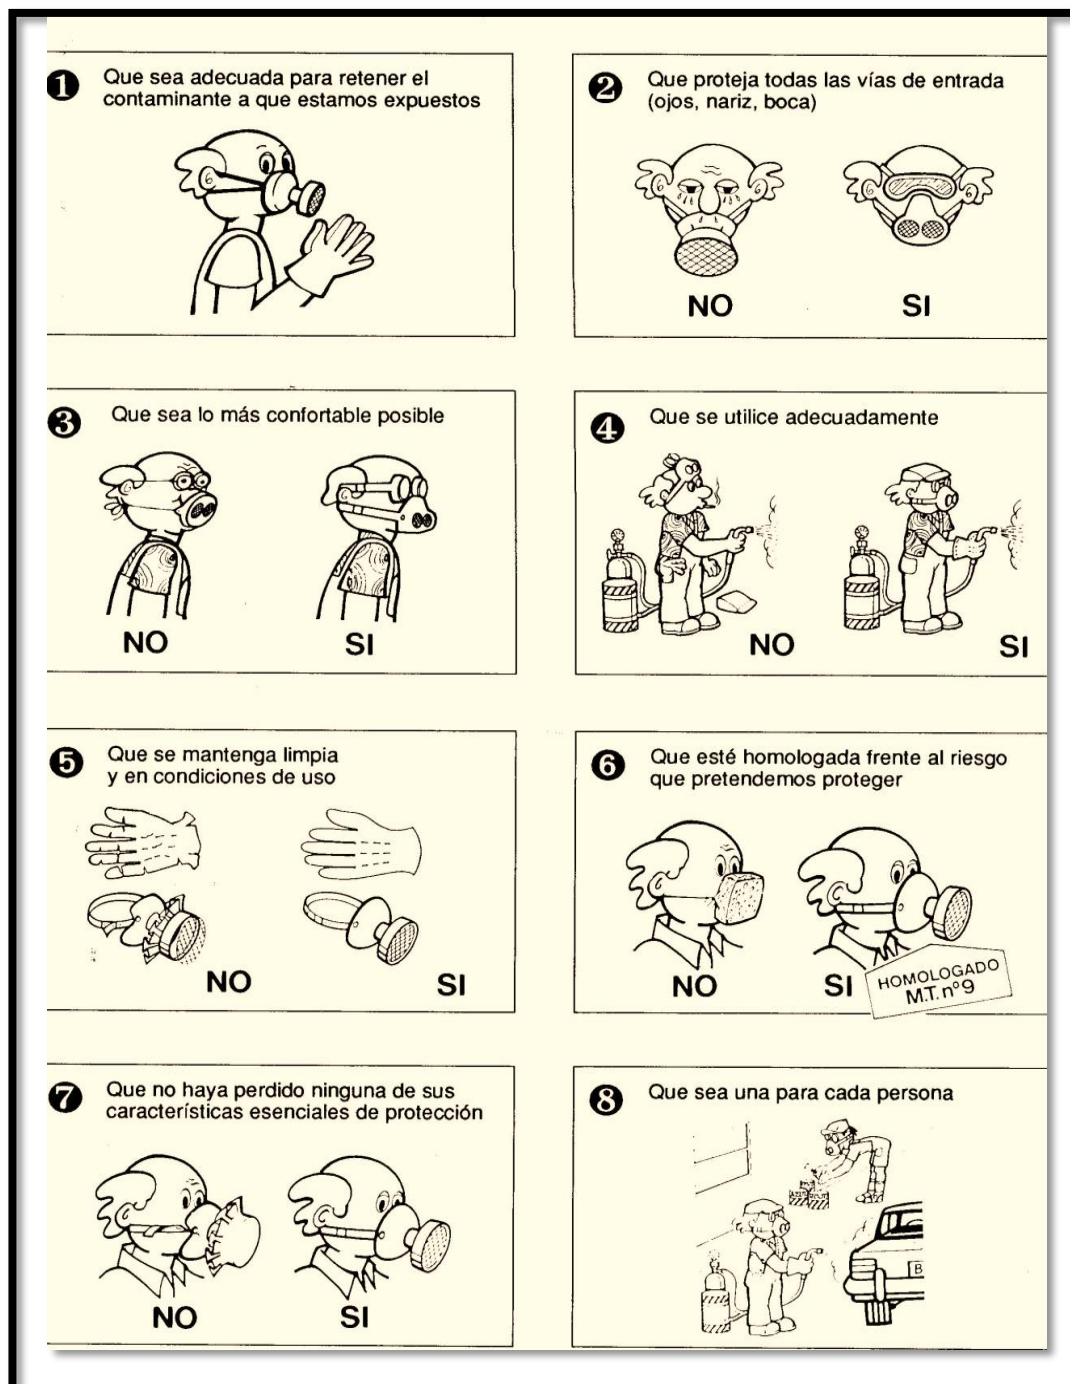 1 Que sea adecuada para retener el
contaminante a que estamos expuestos
2 Que proteja todas las vías de entrada
(ojos, nariz, boca)
NO SI
3 Que sea lo más confortable posible
NO SI
4 Que se utilice adecuadamente
NO SI
5 Que se mantenga limpia
y en condiciones de uso
NO SI
6 Que esté homologada frente al riesgo
que pretendemos proteger
NO SI
HOMOLOGADO
M.T. nº 9
7 Que no haya perdido ninguna de sus
características esenciales de protección
NO SI
8 Que sea una para cada persona
B